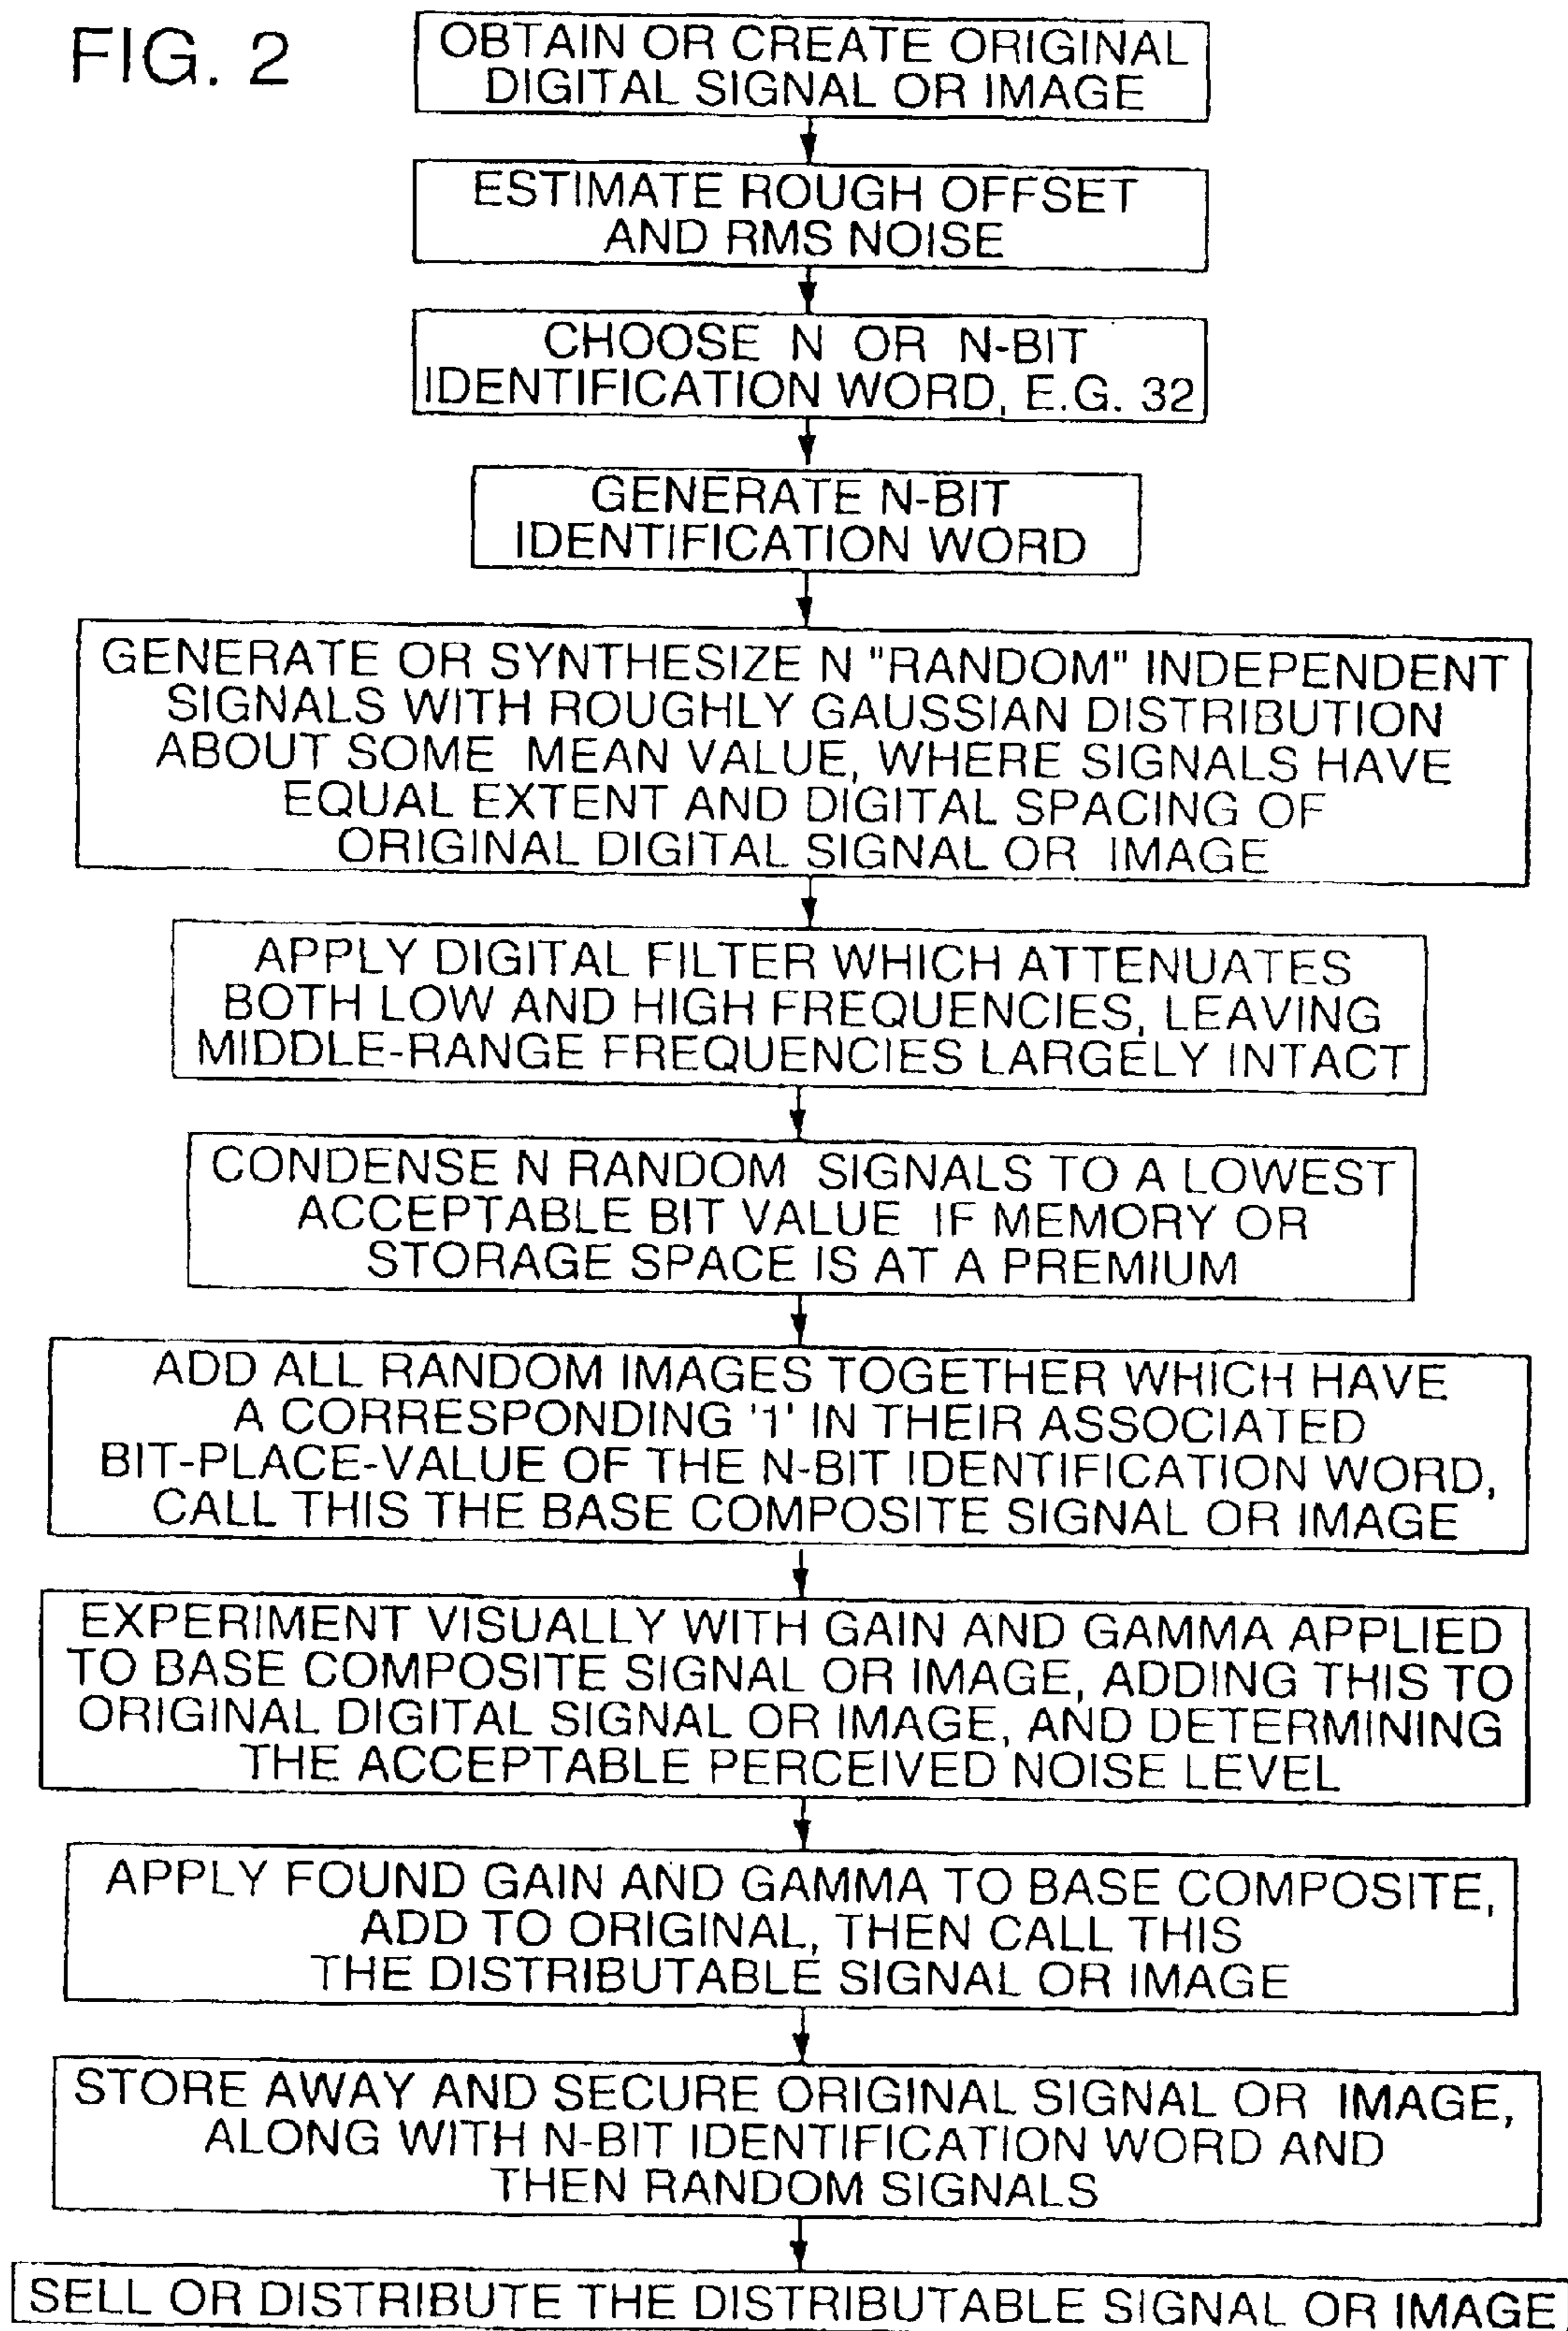 FIG. 2
OBTAIN OR CREATE ORIGINAL
DIGITAL SIGNAL OR IMAGE
ESTIMATE ROUGH OFFSET
AND RMS NOISE
CHOOSE N OR N-BIT
IDENTIFICATION WORD, E.G. 32
GENERATE N-BIT
IDENTIFICATION WORD
GENERATE OR SYNTHESIZE N "RANDOM" INDEPENDENT
SIGNALS WITH ROUGHLY GAUSSIAN DISTRIBUTION
ABOUT SOME MEAN VALUE, WHERE SIGNALS HAVE
EQUAL EXTENT AND DIGITAL SPACING OF
ORIGINAL DIGITAL SIGNAL OR IMAGE
APPLY DIGITAL FILTER WHICH ATTENUATES
BOTH LOW AND HIGH FREQUENCIES, LEAVING
MIDDLE-RANGE FREQUENCIES LARGELY INTACT
CONDENSE N RANDOM SIGNALS TO A LOWEST
ACCEPTABLE BIT VALUE IF MEMORY OR
STORAGE SPACE IS AT A PREMIUM
ADD ALL RANDOM IMAGES TOGETHER WHICH HAVE
A CORRESPONDING '1' IN THEIR ASSOCIATED
BIT-PLACE-VALUE OF THE N-BIT IDENTIFICATION WORD,
CALL THIS THE BASE COMPOSITE SIGNAL OR IMAGE
EXPERIMENT VISUALLY WITH GAIN AND GAMMA APPLIED
TO BASE COMPOSITE SIGNAL OR IMAGE, ADDING THIS TO
ORIGINAL DIGITAL SIGNAL OR IMAGE, AND DETERMINING
THE ACCEPTABLE PERCEIVED NOISE LEVEL
APPLY FOUND GAIN AND GAMMA TO BASE COMPOSITE,
ADD TO ORIGINAL, THEN CALL THIS
THE DISTRIBUTABLE SIGNAL OR IMAGE
STORE AWAY AND SECURE ORIGINAL SIGNAL OR IMAGE,
ALONG WITH N-BIT IDENTIFICATION WORD AND
THEN RANDOM SIGNALS
SELL OR DISTRIBUTE THE DISTRIBUTABLE SIGNAL OR IMAGE